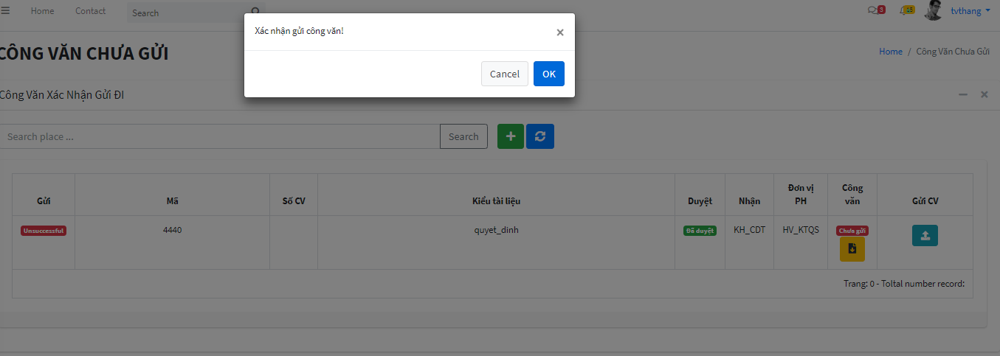 Home
Contact
Search
3
15
tvthang
Xác nhận gửi công văn!
×
Cancel
OK
CÔNG VĂN CHƯA GỬI
Home / Công Văn Chưa Gửi
Công Văn Xác Nhận Gửi ĐI
Search place ...
Search
Gửi
Mã
Số CV
Kiểu tài liệu
Duyệt
Nhận
Đơn vị
PH
Công
văn
Gửi CV
Unsuccessful
4440
quyet_dinh
Đã duyệt
KH_CDT
HV_KTQS
Chưa gửi
Trang: 0 - Toltal number record: